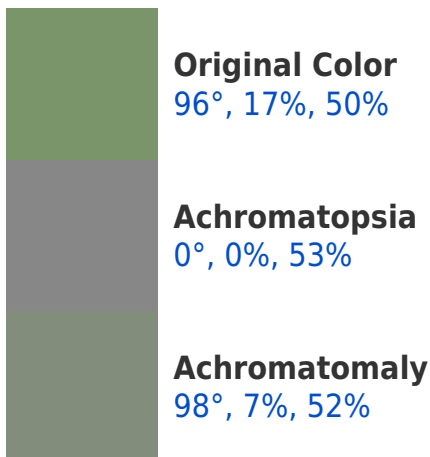 Original Color
96°, 17%, 50%
Achromatopsia
0°, 0%, 53%
Achromatomaly
98°, 7%, 52%